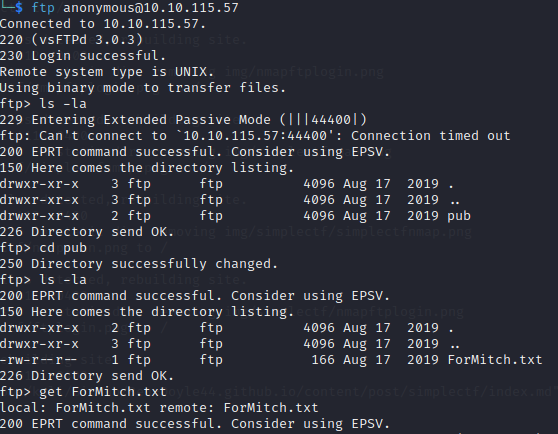 └─$ ftp anonymous@10.10.115.57
Connected to 10.10.115.57.
220 (vsFTPd 3.0.3)
230 Login successful.
Remote system type is UNIX.
Using binary mode to transfer files.
ftp> ls -la
229 Entering Extended Passive Mode (|||44400|)
ftp: Can't connect to `10.10.115.57:44400': Connection timed out
200 EPRT command successful. Consider using EPSV.
150 Here comes the directory listing.
drwxr-xr-x    3 ftp      ftp          4096 Aug 17  2019 .
drwxr-xr-x    3 ftp      ftp          4096 Aug 17  2019 ..
drwxr-xr-x    2 ftp      ftp          4096 Aug 17  2019 pub
226 Directory send OK.
ftp> cd pub
250 Directory successfully changed.
ftp> ls -la
200 EPRT command successful. Consider using EPSV.
150 Here comes the directory listing.
drwxr-xr-x    2 ftp      ftp          4096 Aug 17  2019 .
drwxr-xr-x    3 ftp      ftp          4096 Aug 17  2019 ..
-rw-r--r--    1 ftp      ftp           166 Aug 17  2019 ForMitch.txt
226 Directory send OK.
ftp> get ForMitch.txt
local: ForMitch.txt remote: ForMitch.txt
200 EPRT command successful. Consider using EPSV.